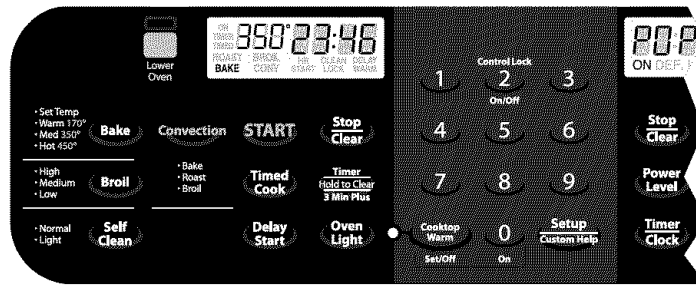 Lower
Oven
ON
TIMER
TIMED
350° 23:46
ROAST BROIL HR CLEAN DELAY
BAKE CONV START LOCK WARM
• Set Temp
• Warm 170°
• Med 350°
• Hot 450°
Bake
Convection
START
Stop
Clear
• High
• Medium
• Low
Broil
• Bake
• Roast
• Broil
Timed
Cook
Timer
Hold to Clear
3 Min Plus
• Normal
• Light
Self
Clean
Delay
Start
Oven
Light
Control Lock
1 2 3
On/Off
4 5 6
7 8 9
Cooktop
Warm
Set/Off
0
On
Setup
Custom Help
ON DEF.
Stop
Clear
Power
Level
Timer
Clock